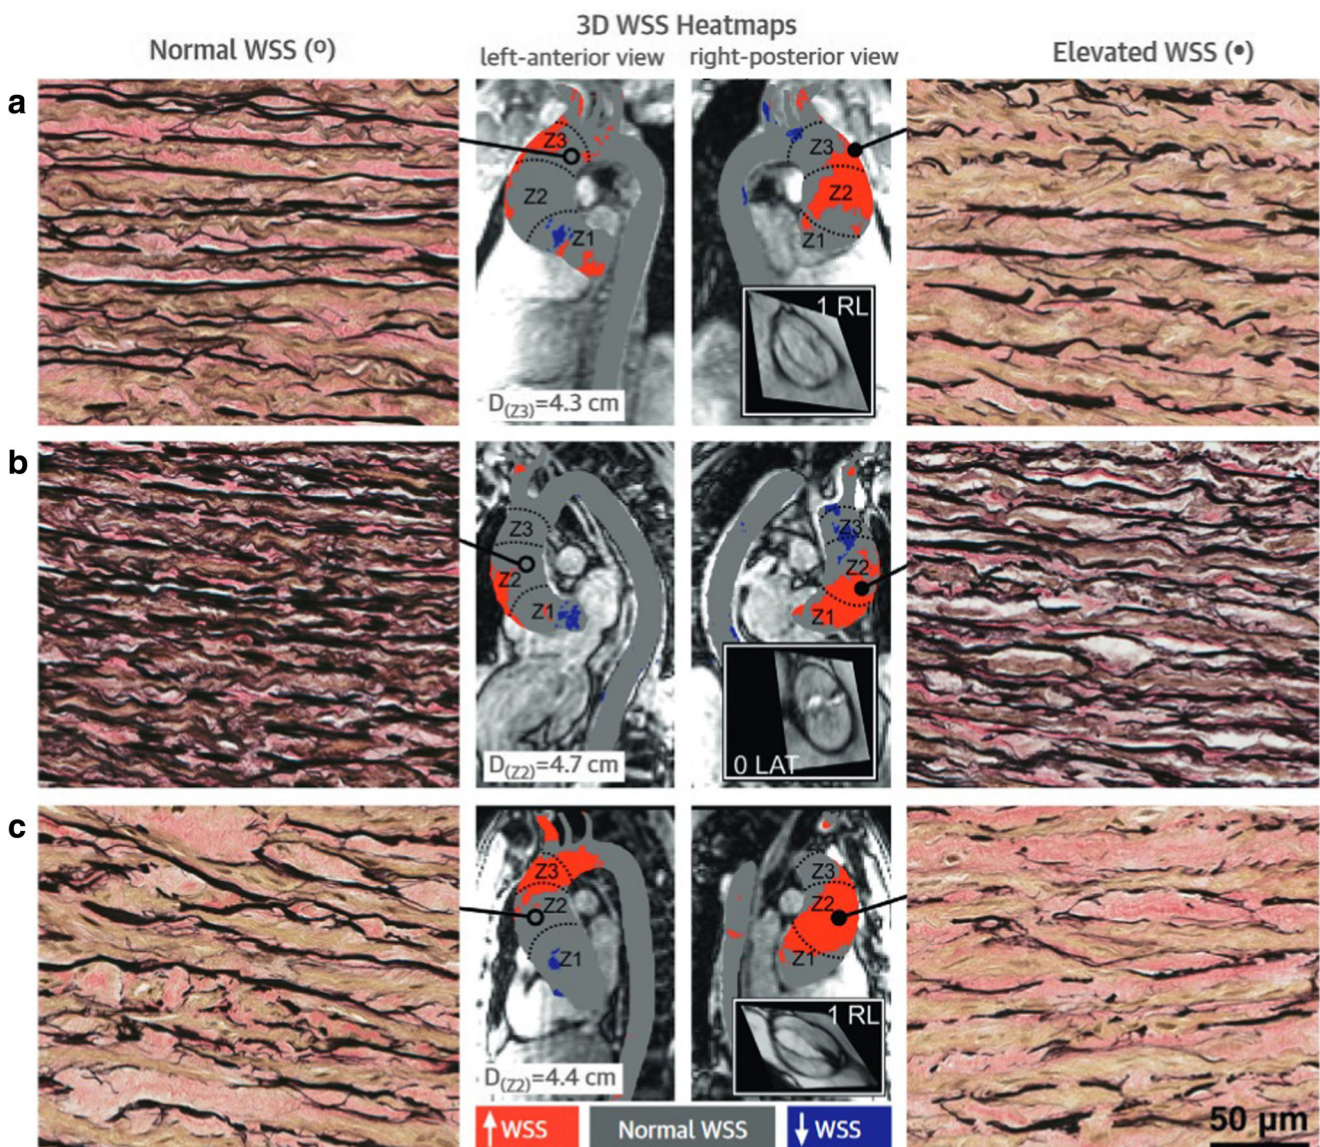 3D WSS Heatmaps
Normal WSS (o)
left-anterior view
right-posterior view
Elevated WSS (•)
a
Z3
Z2
Z1
D(Z3)=4.3 cm
Z3
Z2
Z1
1 RL
b
Z3
Z2
Z1
D(Z2)=4.7 cm
Z3
Z2
Z1
0 LAT
c
Z3
Z2
Z1
D(Z2)=4.4 cm
Z3
Z2
Z1
1 RL
↑ WSS
Normal WSS
↓ WSS
50 µm